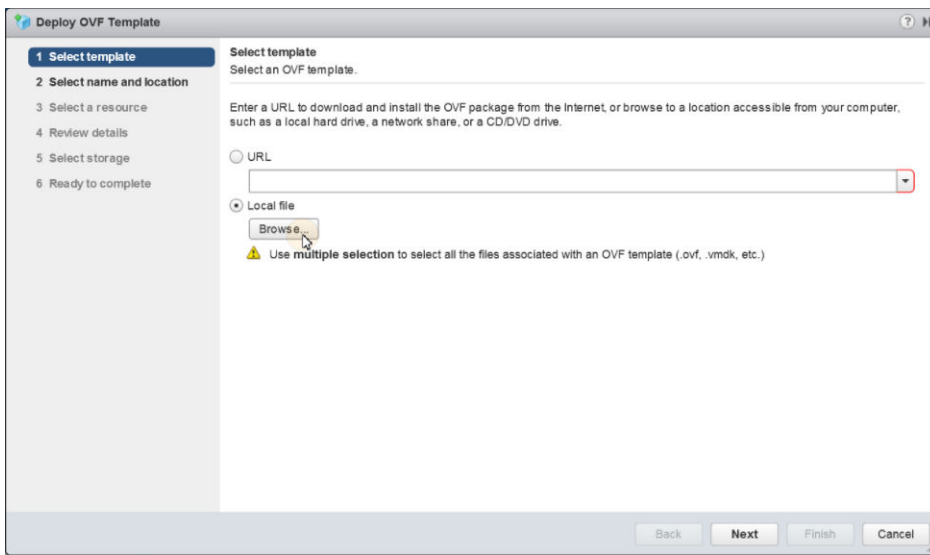 Deploy OVF Template
?
1 Select template
2 Select name and location
3 Select a resource
4 Review details
5 Select storage
6 Ready to complete
Select template
Select an OVF template.
Enter a URL to download and install the OVF package from the Internet, or browse to a location accessible from your computer,
such as a local hard drive, a network share, or a CD/DVD drive.
URL
Local file
Browse...
Use multiple selection to select all the files associated with an OVF template (.ovf, .vmdk, etc.)
Back
Next
Finish
Cancel